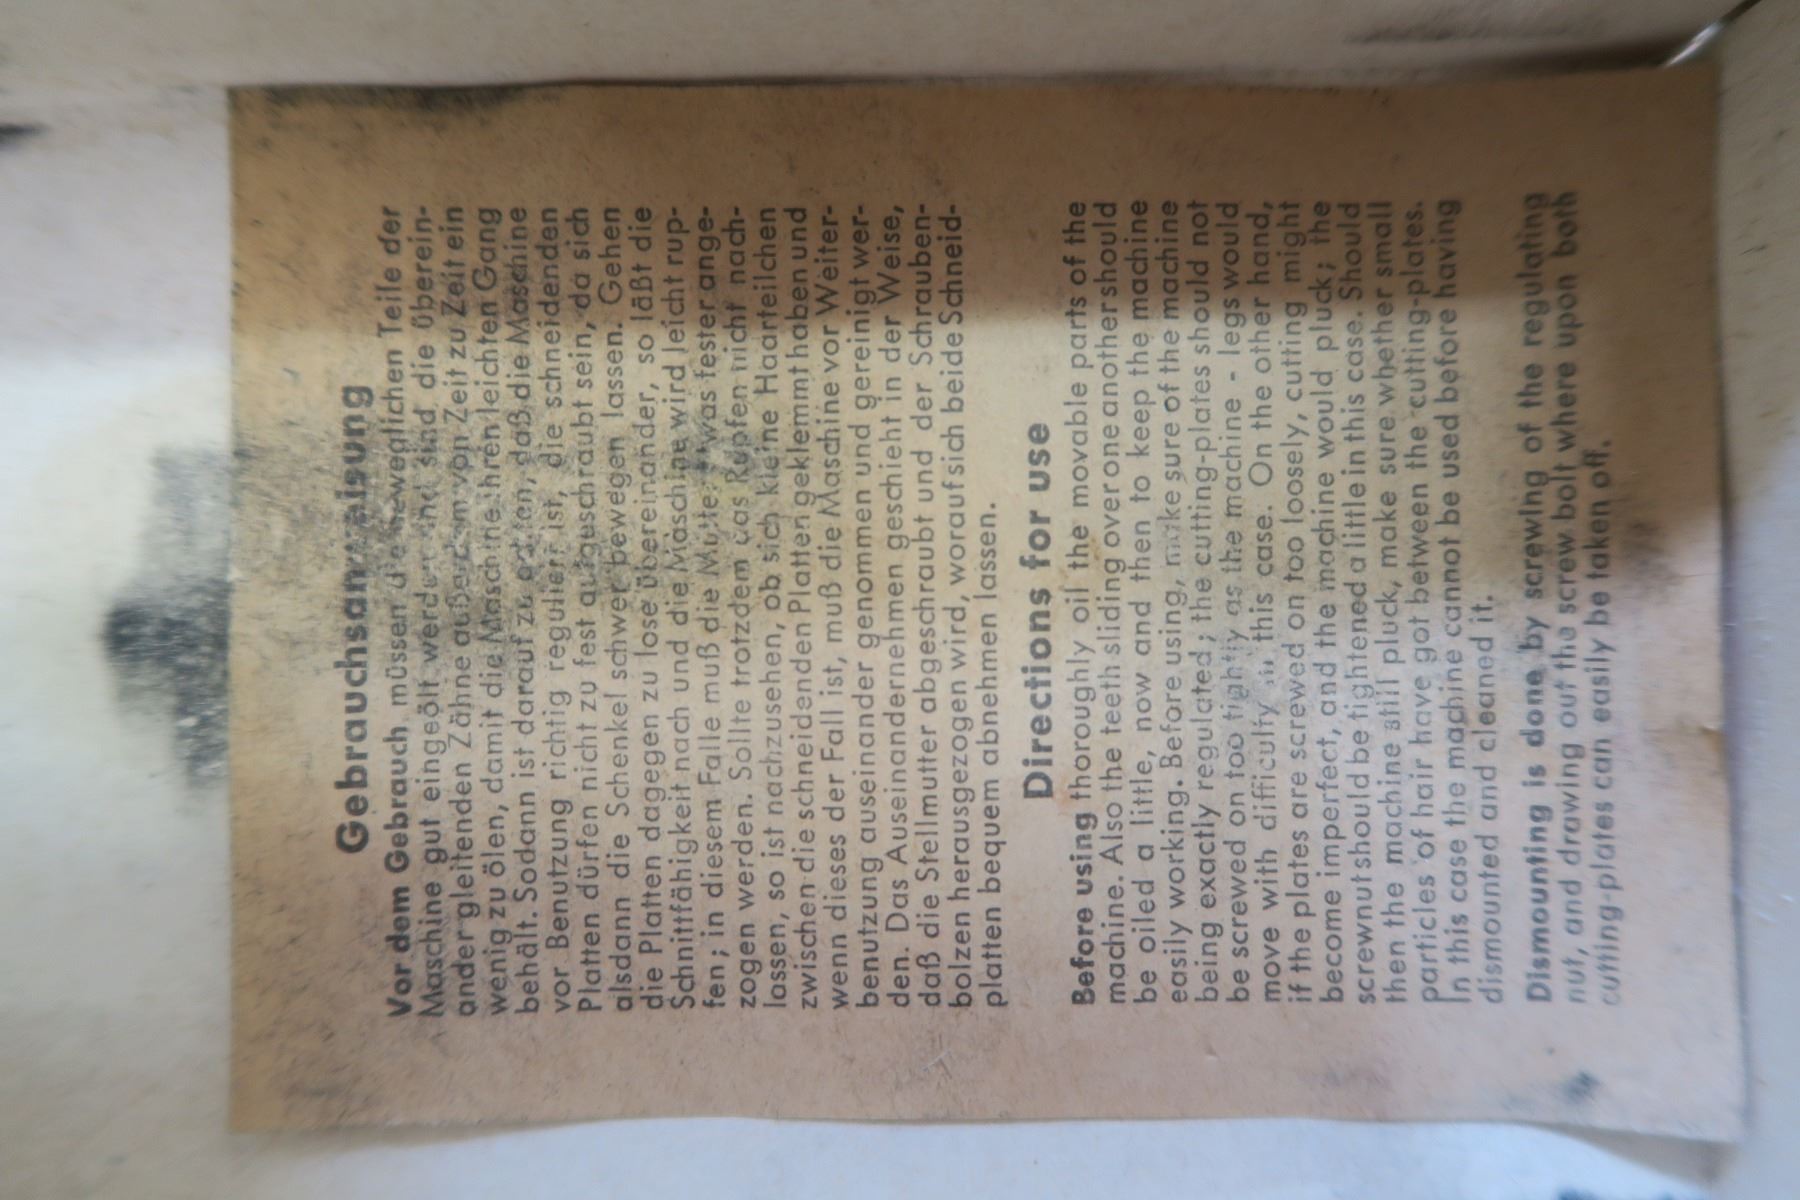 Gebrauchsanweisung
Vor dem Gebrauch müssen die beweglichen Teile der
Maschine gut eingeölt werden und sind die überein-
ander gleitenden Zähne außerdem von Zeit zu Zeit ein
wenig zu ölen, damit die Maschine ihren leichten Gang
behält. Sodann ist darauf zu achten, daß die Maschine
vor Benutzung richtig reguliert ist, die schneidenden
Platten dürfen nicht zu fest aufgeschraubt sein, da sich
alsdann die Schenkel schwer bewegen lassen. Gehen
die Platten dagegen zu lose übereinander, so läßt die
Schnittfähigkeit nach und die Maschine wird leicht rup-
fen; in diesem Falle muß die Mutter etwas fester ange-
zogen werden. Sollte trotzdem das Rupfen nicht nach-
lassen, so ist nachzusehen, ob sich kleine Haarteilchen
zwischen die schneidenden Platten geklemmt haben und
wenn dieses der Fall ist, muß die Maschine vor Weiter-
benutzung auseinander genommen und gereinigt wer-
den. Das Auseinandernehmen geschieht in der Weise,
daß die Stellmutter abgeschraubt und der Schrauben-
bolzen herausgezogen wird, worauf sich beide Schneid-
platten bequem abnehmen lassen.
Directions for use
Before using thoroughly oil the movable parts of the
machine. Also the teeth sliding over one another should
be oiled a little, now and then to keep the machine
easily working. Before using, make sure of the machine
being exactly regulated; the cutting-plates should not
be screwed on too tightly as the machine - legs would
move with difficulty in this case. On the other hand,
if the plates are screwed on too loosely, cutting might
become imperfect, and the machine would pluck; the
screwnut should be tightened a little in this case. Should
then the machine still pluck, make sure whether small
particles of hair have got between the cutting-plates.
In this case the machine cannot be used before having
dismounted and cleaned it.
Dismounting is done by screwing of the regulating
nut, and drawing out the screw bolt where upon both
cutting-plates can easily be taken off.